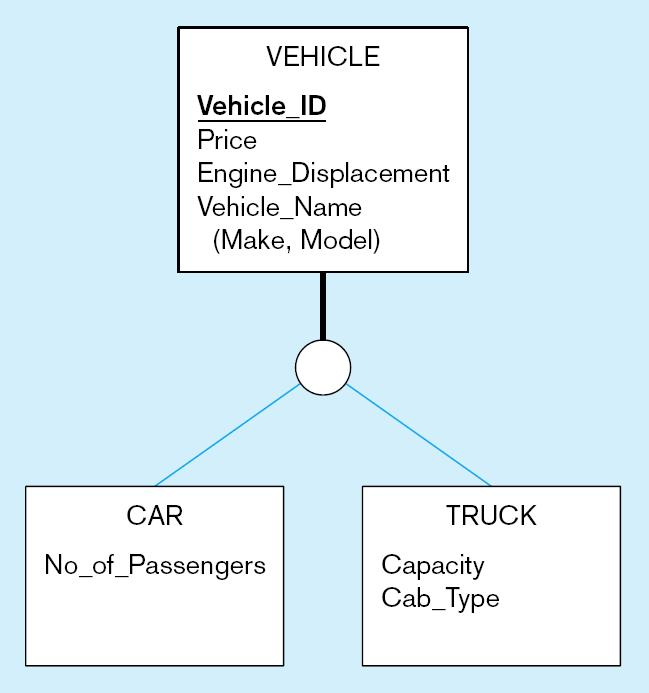 VEHICLE
Vehicle_ID
Price
Engine_Displacement
Vehicle_Name
(Make, Model)
CAR
No_of_Passengers
TRUCK
Capacity
Cab_Type